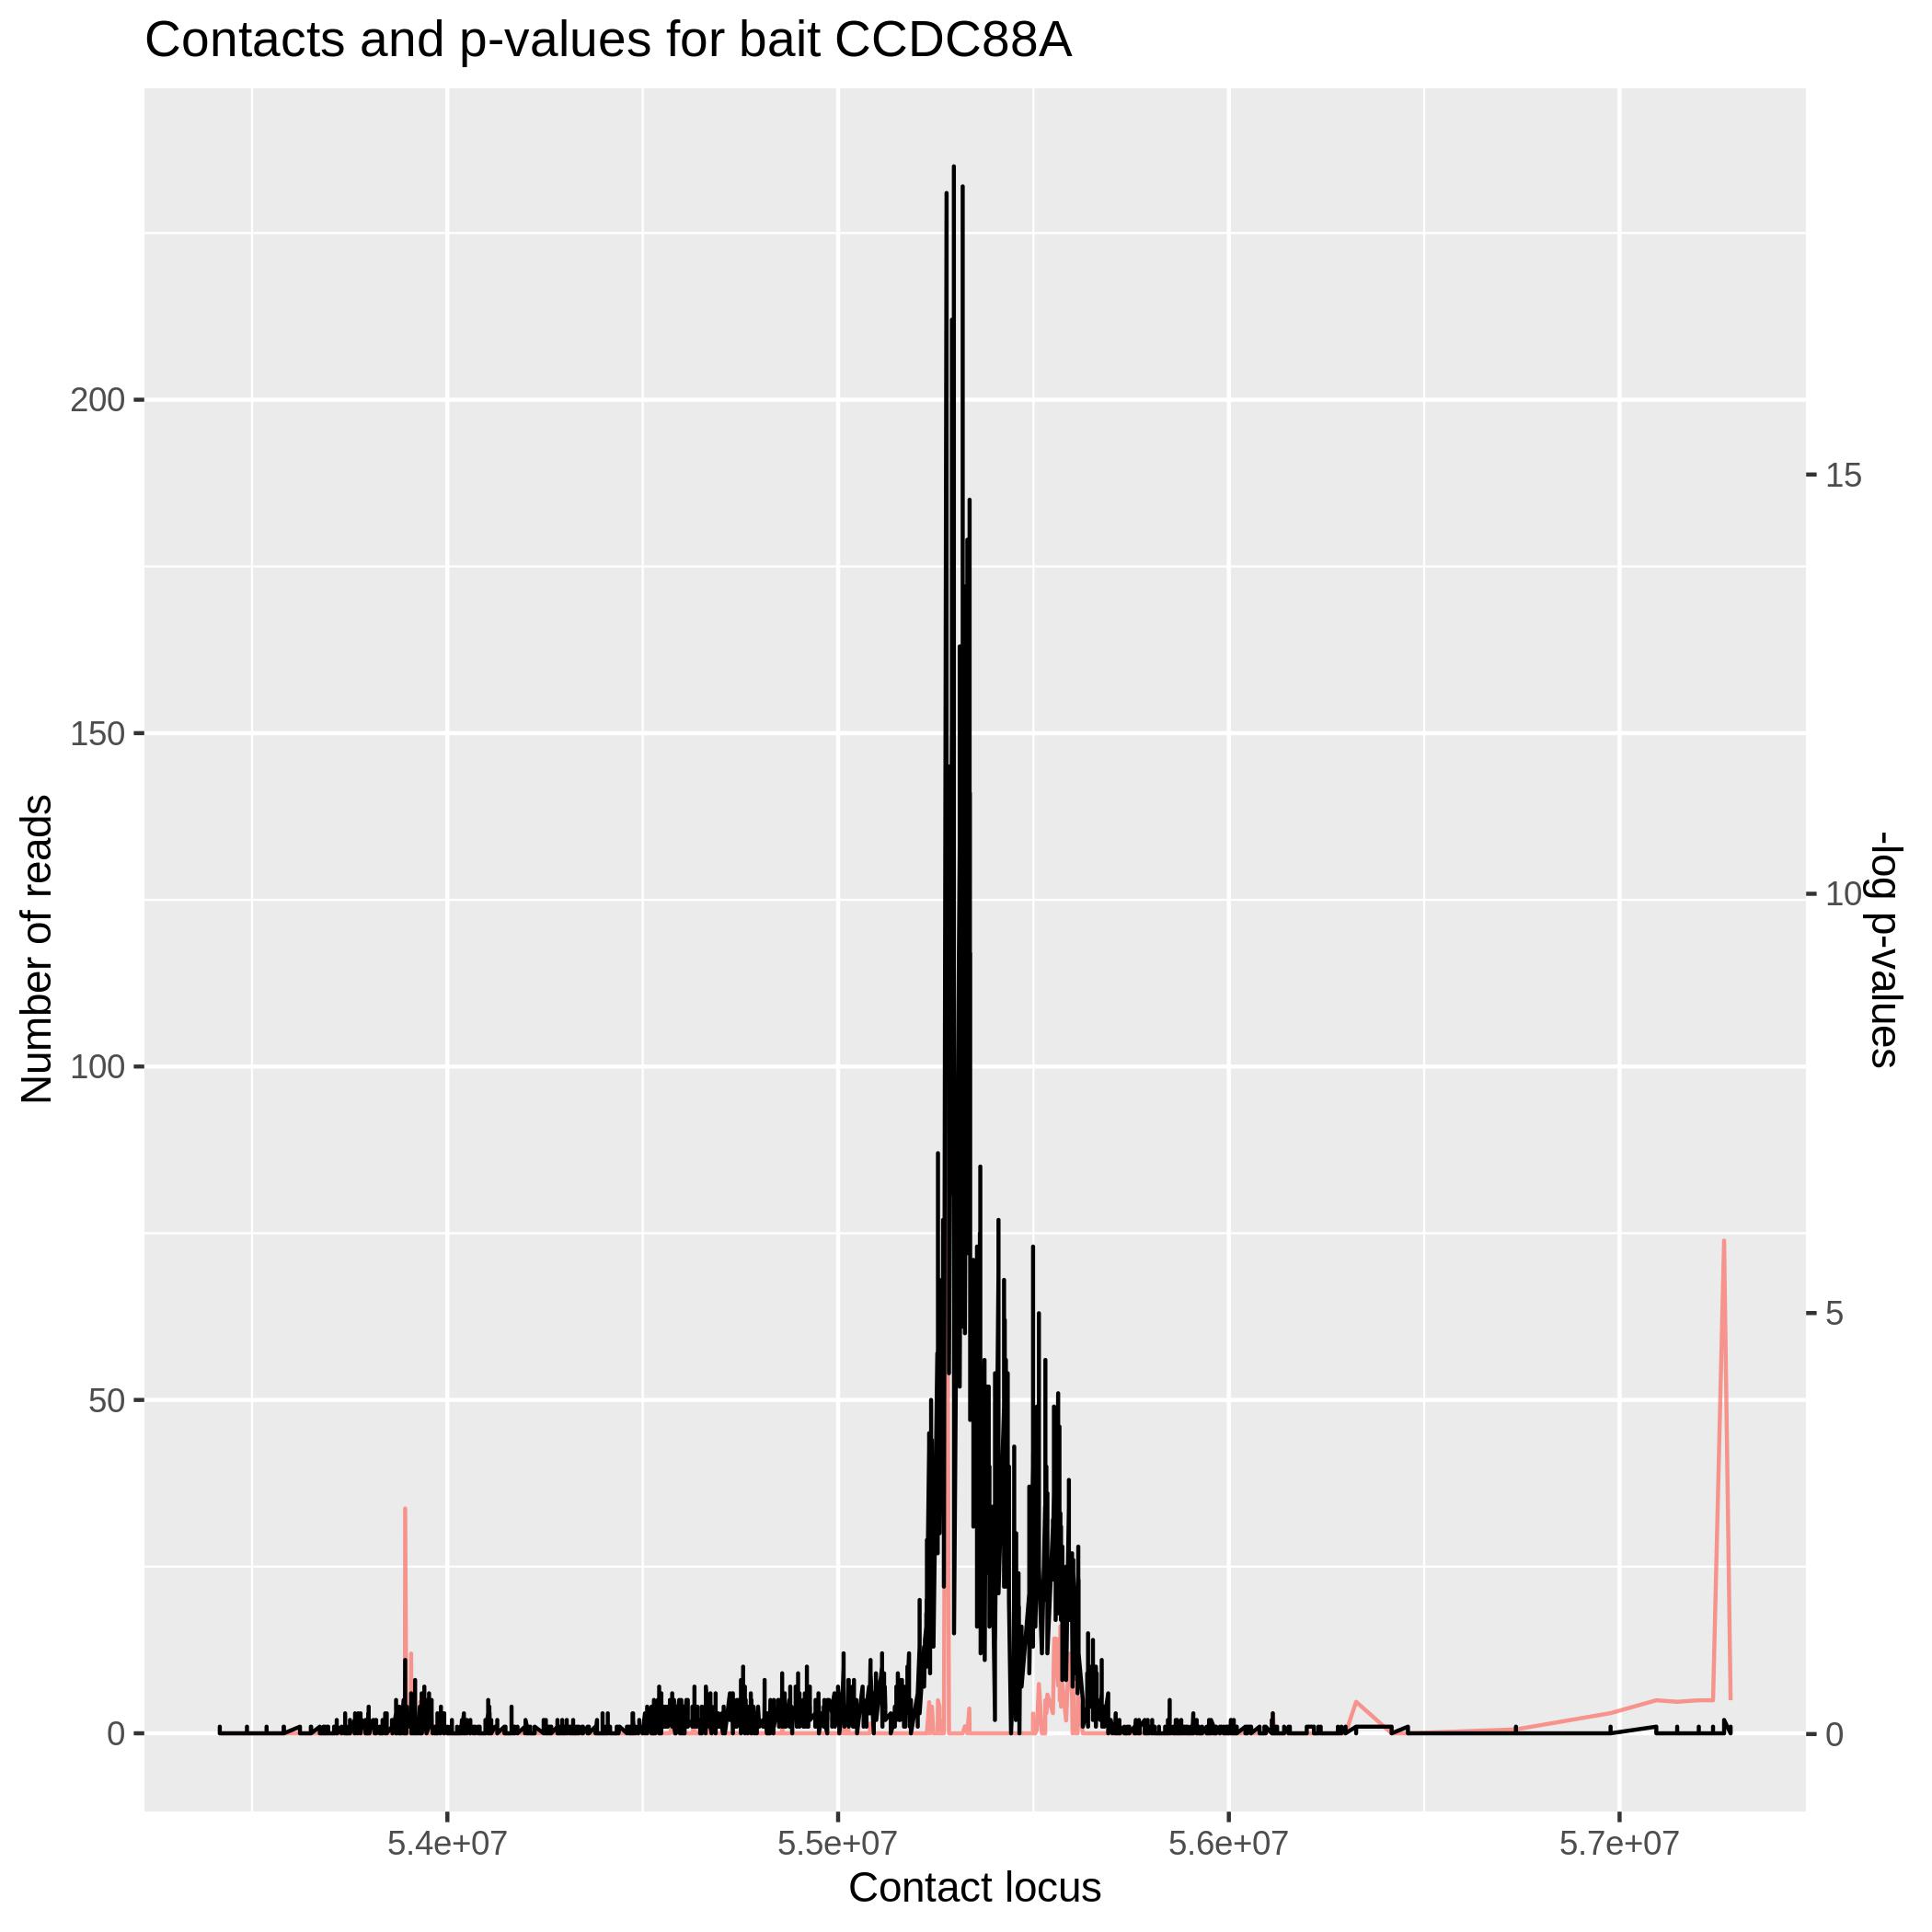 Contacts and p-values for bait CCDC88A
Number of reads
200
150
100
50
0
15
10
5
0
-log p-values
5.4e+07
5.5e+07
5.6e+07
5.7e+07
Contact locus